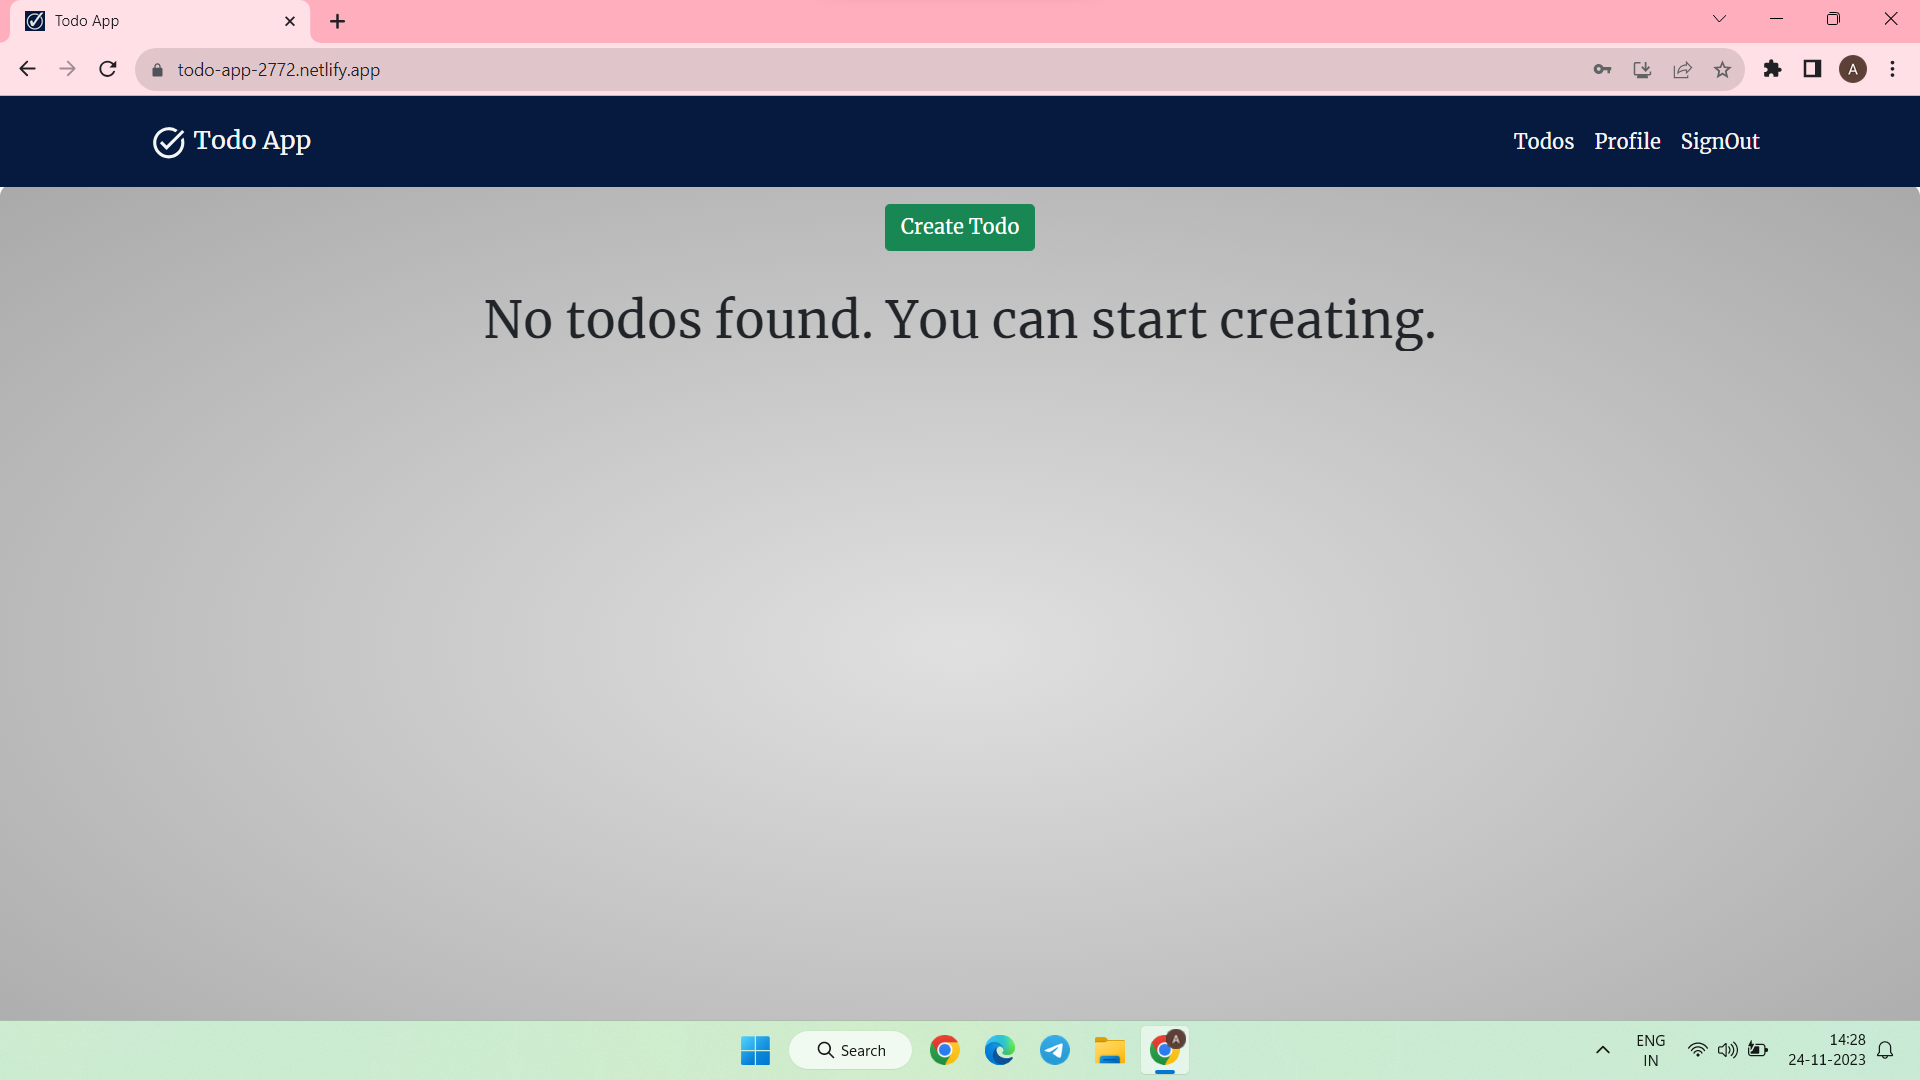 Todo App
todo-app-2772.netlify.app
A
Todo App
Todos
Profile
SignOut
Create Todo
No todos found. You can start creating.
Search
A
ENG
IN
14:28
24-11-2023